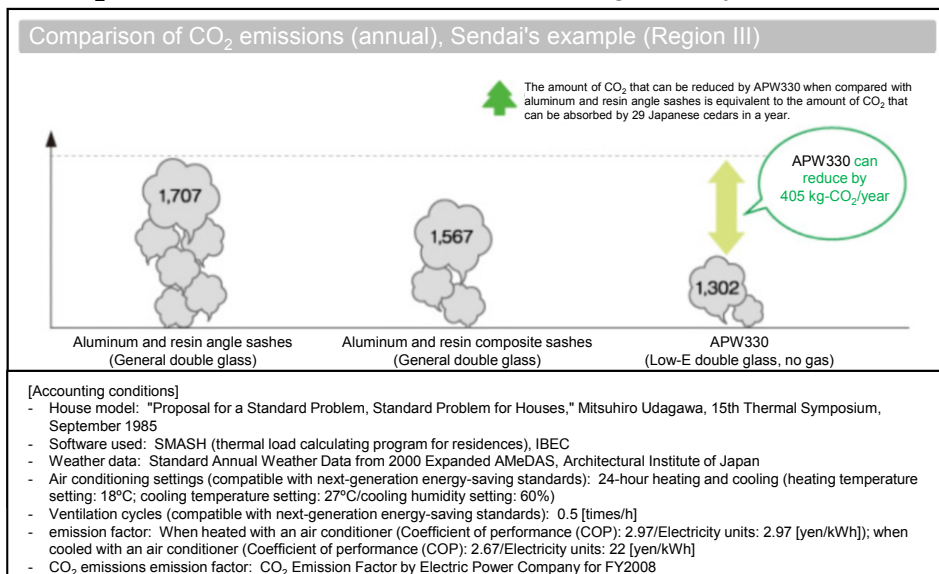 Comparison of CO₂ emissions (annual), Sendai's example (Region III)
The amount of CO₂ that can be reduced by APW330 when compared with
aluminum and resin angle sashes is equivalent to the amount of CO₂ that
can be absorbed by 29 Japanese cedars in a year.
APW330 can
reduce by
405 kg-CO₂/year
1,707
1,567
1,302
Aluminum and resin angle sashes
(General double glass)
Aluminum and resin composite sashes
(General double glass)
APW330
(Low-E double glass, no gas)
[Accounting conditions]
- House model: "Proposal for a Standard Problem, Standard Problem for Houses," Mitsuhiro Udagawa, 15th Thermal Symposium,
September 1985
- Software used: SMASH (thermal load calculating program for residences), IBEC
- Weather data: Standard Annual Weather Data from 2000 Expanded AMeDAS, Architectural Institute of Japan
- Air conditioning settings (compatible with next-generation energy-saving standards): 24-hour heating and cooling (heating temperature
setting: 18ºC; cooling temperature setting: 27ºC/cooling humidity setting: 60%)
- Ventilation cycles (compatible with next-generation energy-saving standards): 0.5 [times/h]
- emission factor: When heated with an air conditioner (Coefficient of performance (COP): 2.97/Electricity units: 2.97 [yen/kWh]); when
cooled with an air conditioner (Coefficient of performance (COP): 2.67/Electricity units: 22 [yen/kWh]
- CO₂ emissions emission factor: CO₂ Emission Factor by Electric Power Company for FY2008